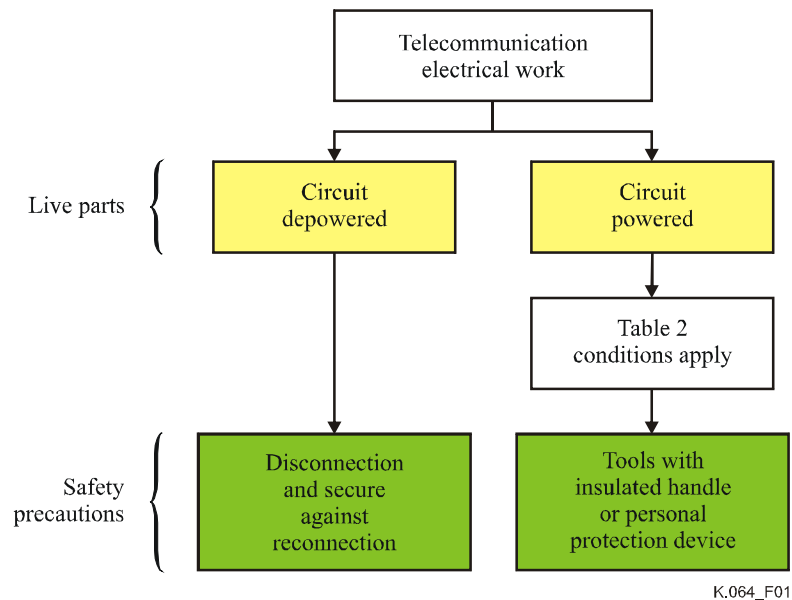 Telecommunication
electrical work
Live parts
Circuit
depowered
Circuit
powered
Table 2
conditions apply
Safety
precautions
Disconnection
and secure
against
reconnection
Tools with
insulated handle
or personal
protection device
K.064_F01